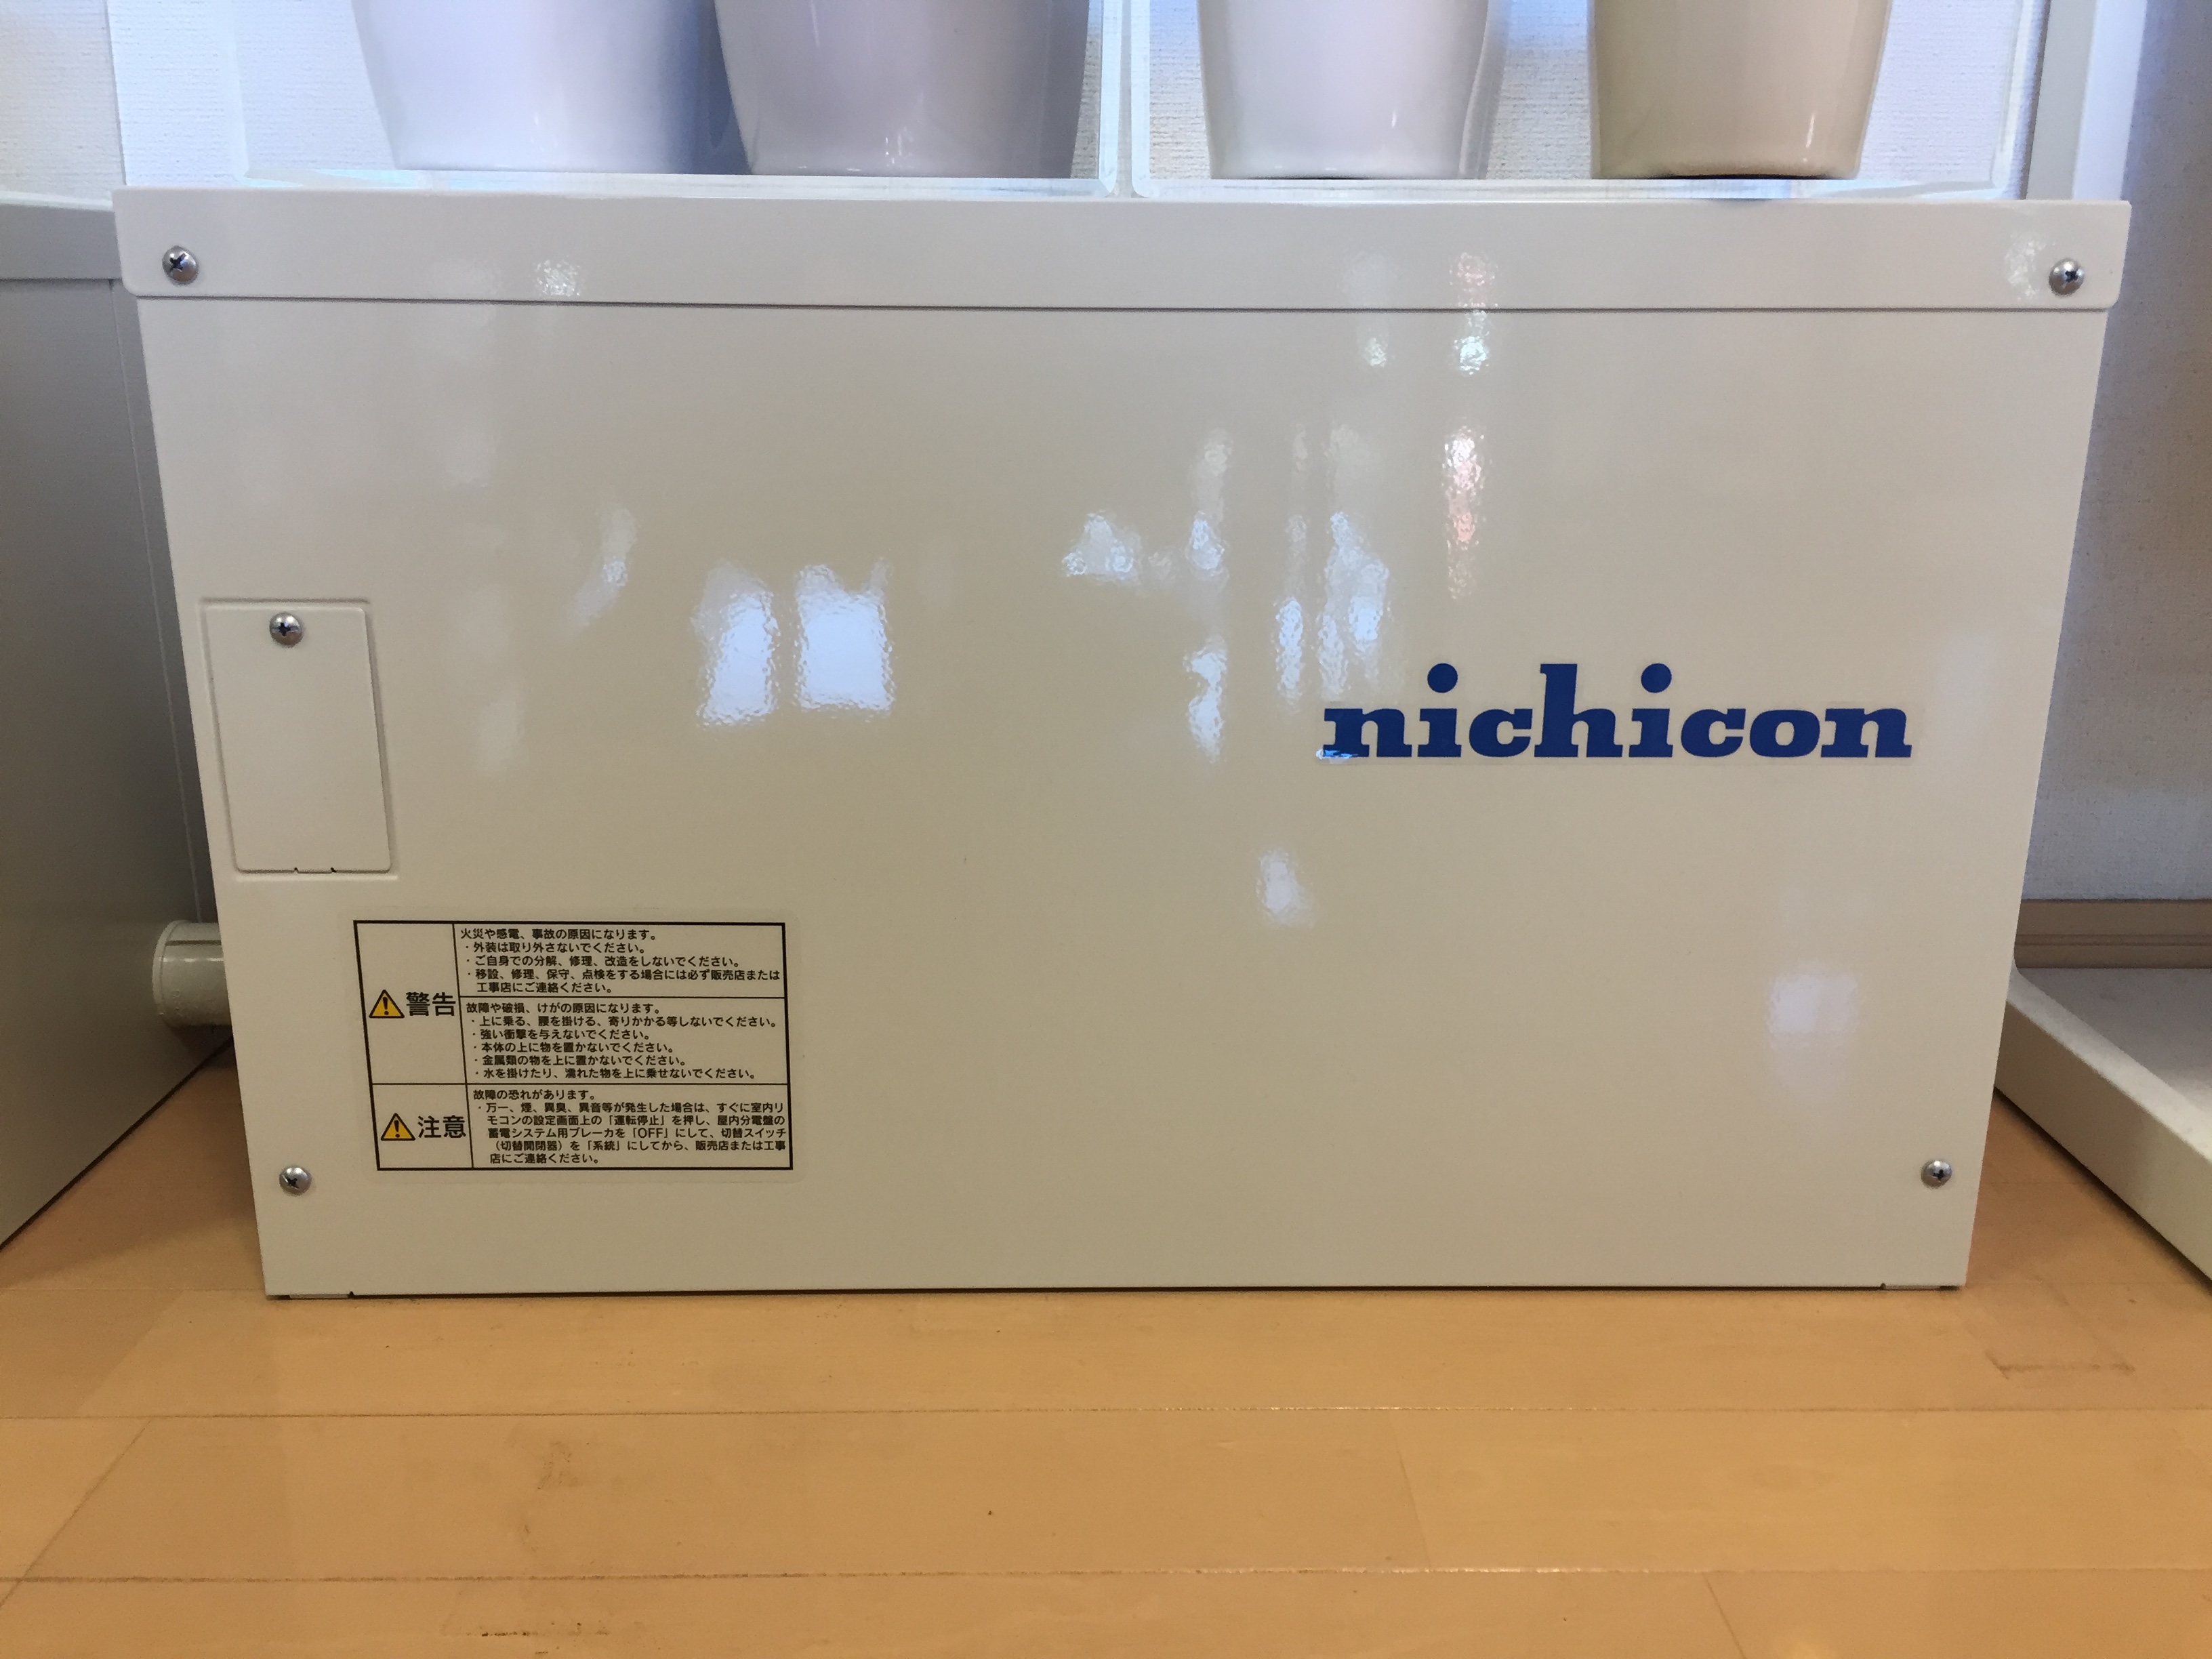 nichicon
警告
火災や感電、事故の原因になります。
・外装は取り外さないでください。
・ご自身での分解、修理、改造をしないでください。
・移設、修理、保守、点検をする場合には必ず販売店または
工事店にご連絡ください。
故障や破損、けがの原因になります。
・上に乗る、腰を掛ける、寄りかかる等しないでください。
・強い衝撃を与えないでください。
・本体の上に物を置かないでください。
・金属類の物を上に置かないでください。
・水を掛けたり、濡れた物を上に乗せないでください。
注意
故障の恐れがあります。
・万一、煙、異臭、異音等が発生した場合は、すぐに室内リ
モコンの設定画面上の「運転停止」を押し、屋内分電盤の
蓄電システム用ブレーカを「OFF」にして、切替スイッチ
（切替開閉器）を「系統」にしてから、販売店または工事
店にご連絡ください。